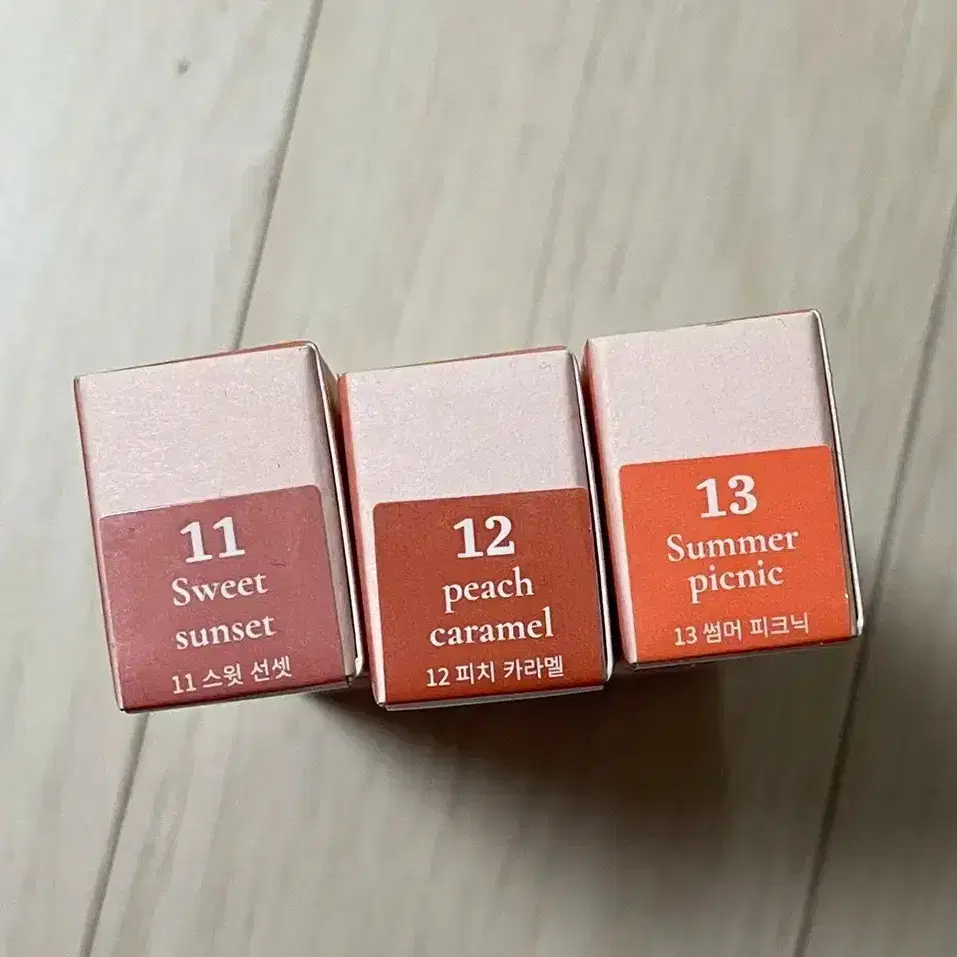 11
Sweet
sunset
11 스윗 선셋
12
peach
caramel
12 피치 카라멜
13
Summer
picnic
13 썸머 피크닉